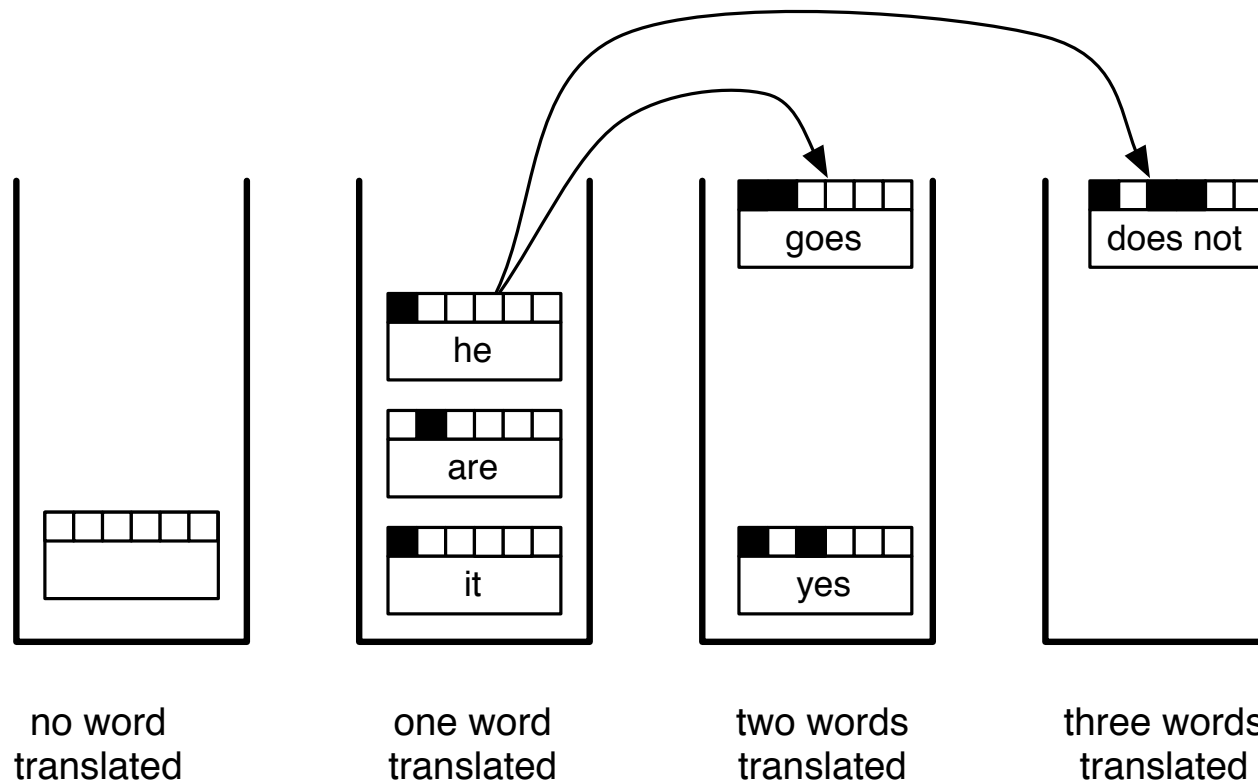 goes
does not
he
are
it
yes
no word
translated
one word
translated
two words
translated
three words
translated